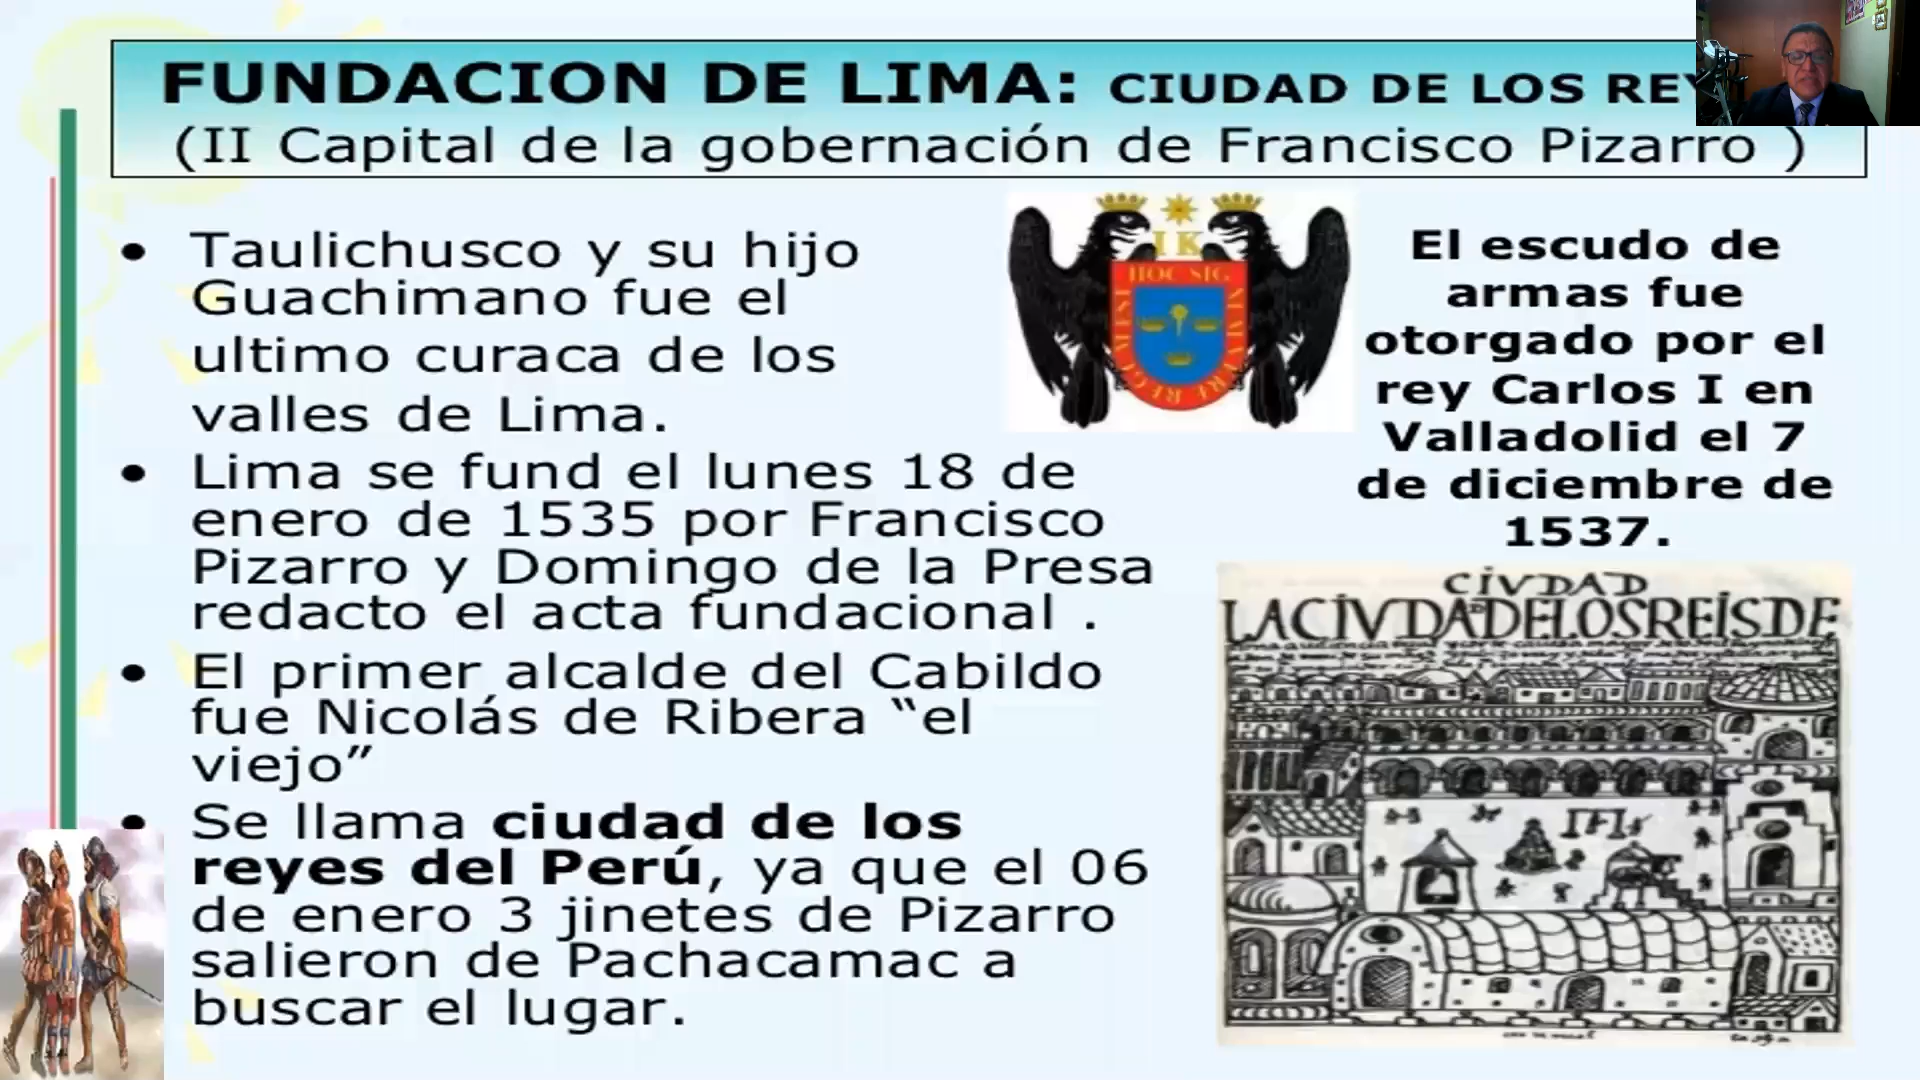 FUNDACION DE LIMA: CIUDAD DE LOS REY
(II Capital de la gobernación de Francisco Pizarro )
• Taulichusco y su hijo
Guachimano fue el
ultimo curaca de los
valles de Lima.
• Lima se fund el lunes 18 de
enero de 1535 por Francisco
Pizarro y Domingo de la Presa
redacto el acta fundacional .
• El primer alcalde del Cabildo
fue Nicolás de Ribera “el
viejo”
• Se llama ciudad de los
reyes del Perú, ya que el 06
de enero 3 jinetes de Pizarro
salieron de Pachacamac a
buscar el lugar.
I K
HOC SIG
El escudo de
armas fue
otorgado por el
rey Carlos I en
Valladolid el 7
de diciembre de
1537.
CIVDAD
LACIVDADDELOSREISDE